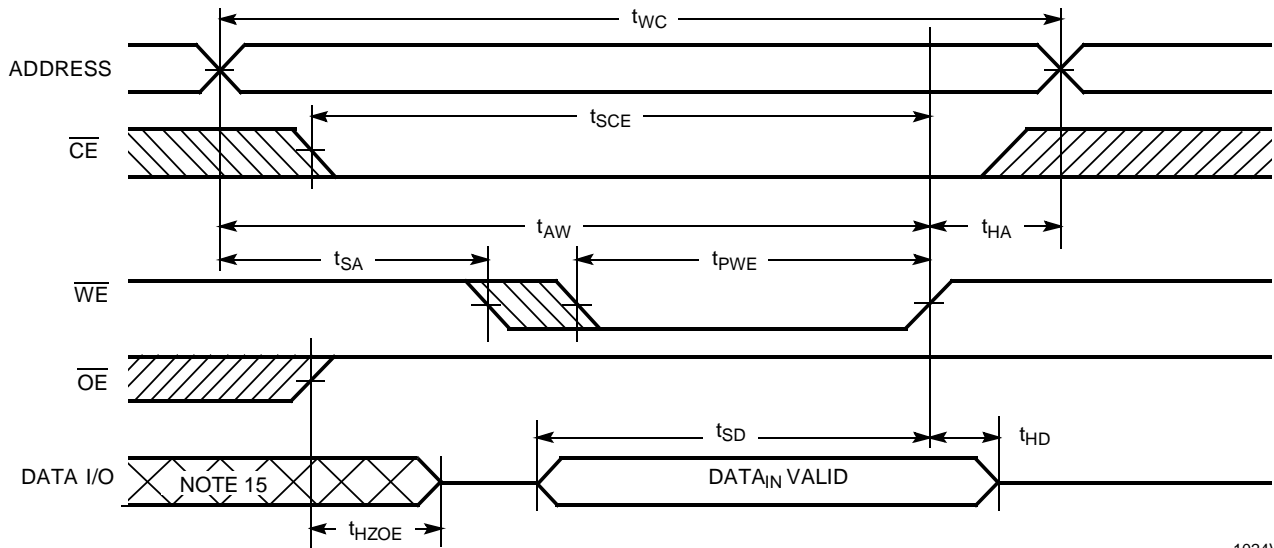 tWC
ADDRESS
tSCE
CE
tAW
tHA
tSA
tPWE
WE
OE
tSD
tHD
DATA I/O
NOTE 15
DATAIN VALID
tHZOE